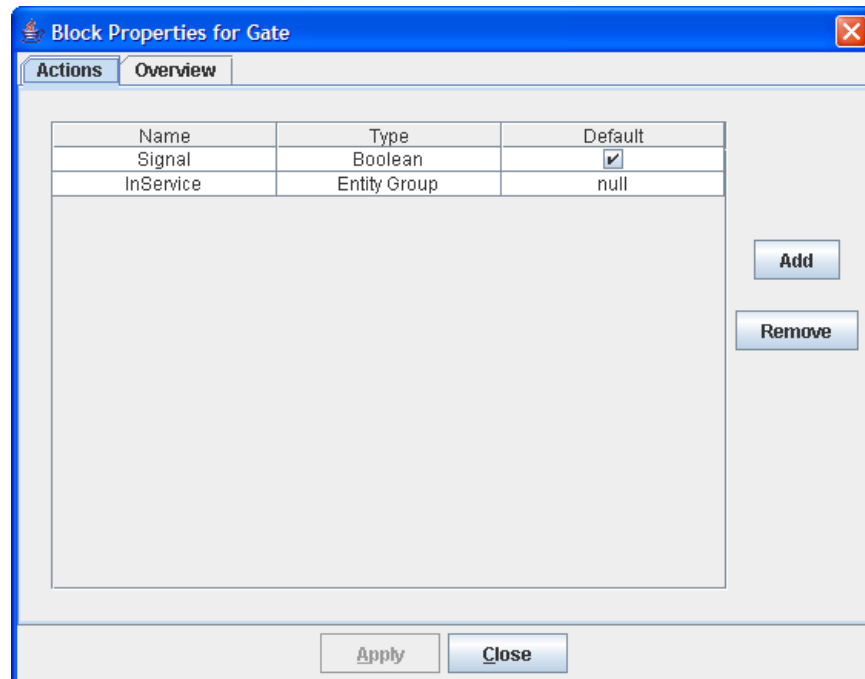 Block Properties for Gate
Actions Overview
Name Type Default
Signal Boolean
InService Entity Group null
Add
Remove
Apply Close